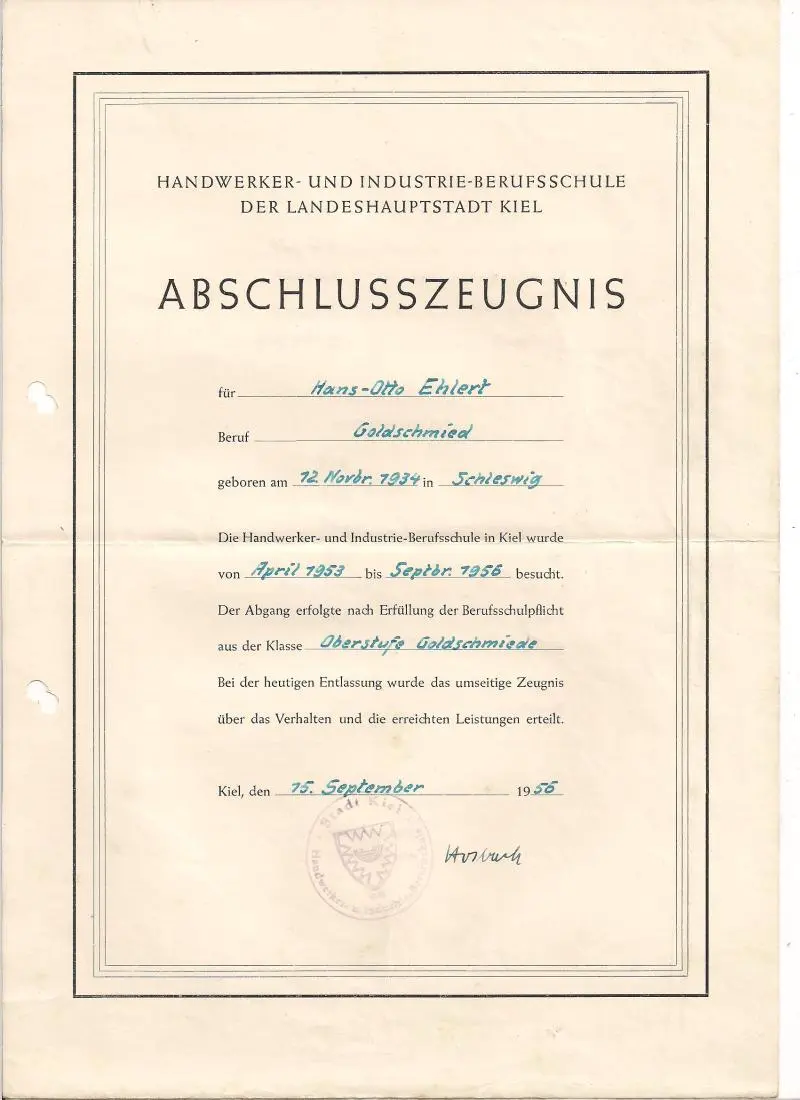 HANDWERKER- UND INDUSTRIE-BERUFSSCHULE
DER LANDESHAUPTSTADT KIEL
ABSCHLUSSZEUGNIS
für Hans-Otto Ehlert
Beruf Goldschmied
geboren am 12. Novbr. 1934 in Schleswig
Die Handwerker- und Industrie-Berufsschule in Kiel wurde
von April 1953 bis Septbr. 1956 besucht.
Der Abgang erfolgte nach Erfüllung der Berufsschulpflicht
aus der Klasse Oberstufe Goldschmiede
Bei der heutigen Entlassung wurde das umseitige Zeugnis
über das Verhalten und die erreichten Leistungen erteilt.
Kiel, den 15. September 1956
Stadt Kiel